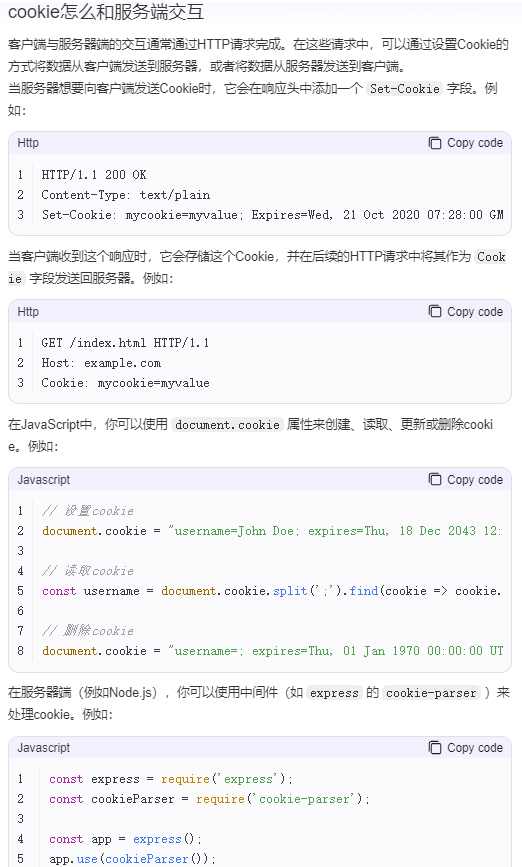 cookie怎么和服务端交互
客户端与服务器端的交互通常通过HTTP请求完成。在这些请求中，可以通过设置Cookie的
方式将数据从客户端发送到服务器，或者将数据从服务器发送到客户端。
当服务器想要向客户端发送Cookie时，它会在响应头中添加一个 Set-Cookie 字段。例
如：
Http Copy code
1 HTTP/1.1 200 OK
2 Content-Type: text/plain
3 Set-Cookie: mycookie=myvalue; Expires=Wed, 21 Oct 2020 07:28:00 GM
当客户端收到这个响应时，它会存储这个Cookie，并在后续的HTTP请求中将其作为 Cook
ie 字段发送回服务器。例如：
Http Copy code
1 GET /index.html HTTP/1.1
2 Host: example.com
3 Cookie: mycookie=myvalue
在JavaScript中，你可以使用 document.cookie 属性来创建、读取、更新或删除cooki
e。例如：
Javascript Copy code
1 // 设置cookie
2 document.cookie = "username=John Doe; expires=Thu, 18 Dec 2043 12:
3
4 // 读取cookie
5 const username = document.cookie.split(';').find(cookie => cookie.
6
7 // 删除cookie
8 document.cookie = "username=; expires=Thu, 01 Jan 1970 00:00:00 UT
在服务器端（例如Node.js），你可以使用中间件（如 express 的 cookie-parser ）来
处理cookie。例如：
Javascript Copy code
1 const express = require('express');
2 const cookieParser = require('cookie-parser');
3
4 const app = express();
5 app.use(cookieParser());